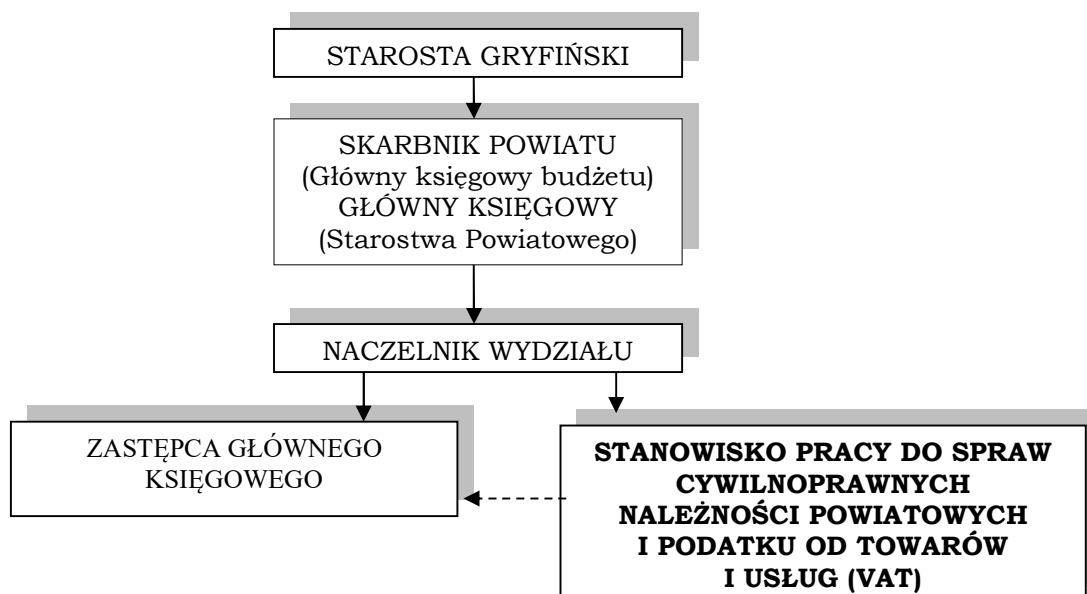 STAROSTA GRYFIŃSKI
SKARBNIK POWIATU
(Główny księgowy budżetu)
GŁÓWNY KSIĘGOWY
(Starostwa Powiatowego)
NACZELNIK WYDZIAŁU
ZASTĘPCA GŁÓWNEGO
KSIĘGOWEGO
STANOWISKO PRACY DO SPRAW
CYWILNOPRAWNYCH
NALEŻNOŚCI POWIATOWYCH
I PODATKU OD TOWARÓW
I USŁUG (VAT)